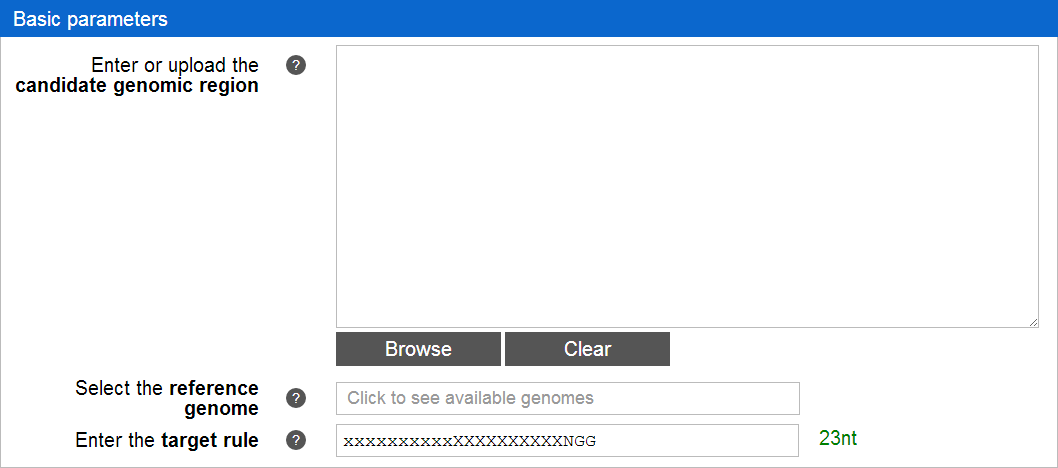 Basic parameters
Enter or upload the
candidate genomic region
?
Browse
Clear
Select the reference
genome
?
Click to see available genomes
Enter the target rule
?
xxxxxxxxxxXXXXXXXXXXNGG
23nt